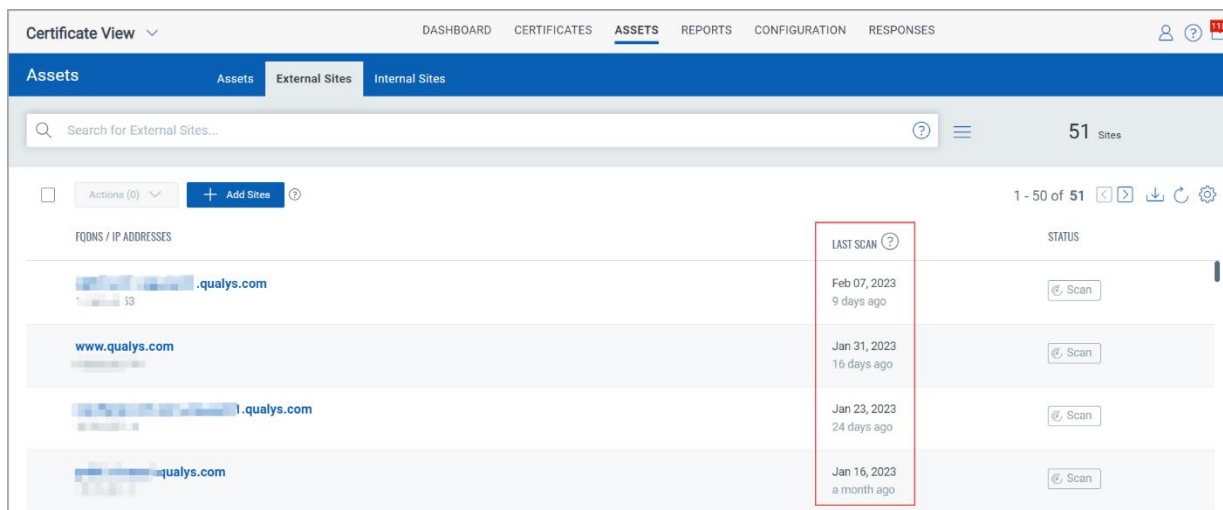 Certificate View
DASHBOARD CERTIFICATES ASSETS REPORTS CONFIGURATION RESPONSES
Assets Assets External Sites Internal Sites
Search for External Sites... 51 Sites
Actions (0) Add Sites 1 - 50 of 51
FQDNS / IP ADDRESSES LAST SCAN STATUS
.qualys.com Feb 07, 2023 Scan
53 9 days ago
www.qualys.com Jan 31, 2023 Scan
16 days ago
1.qualys.com Jan 23, 2023 Scan
24 days ago
qualys.com Jan 16, 2023 Scan
a month ago